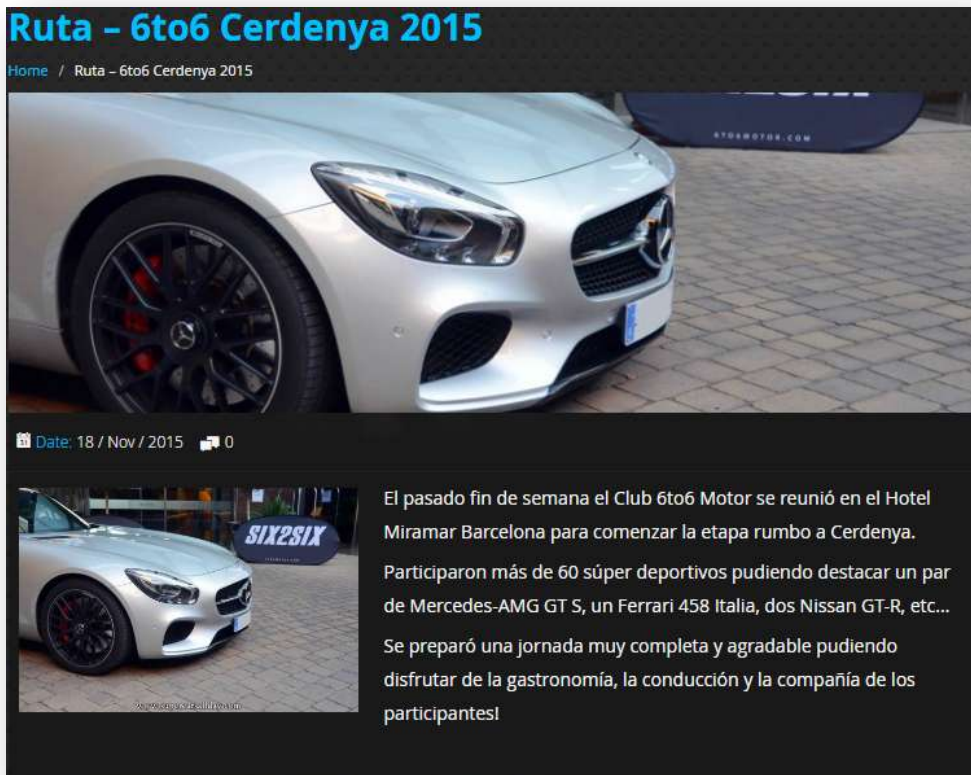 Ruta – 6to6 Cerdenya 2015
Home / Ruta – 6to6 Cerdenya 2015
6TO6MOTOR.COM
Date: 18 / Nov / 2015 0
SIX2SIX
El pasado fin de semana el Club 6to6 Motor se reunió en el Hotel
Miramar Barcelona para comenzar la etapa rumbo a Cerdenya.
Participaron más de 60 súper deportivos pudiendo destacar un par
de Mercedes-AMG GT S, un Ferrari 458 Italia, dos Nissan GT-R, etc...
Se preparó una jornada muy completa y agradable pudiendo
disfrutar de la gastronomía, la conducción y la compañía de los
participantes!